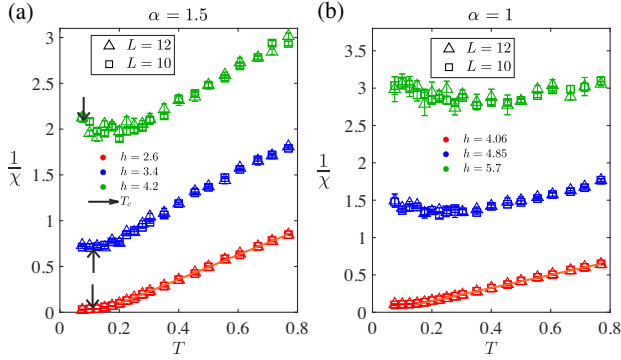 (a)
α = 1.5
1/χ
3
2.5
2
1.5
1
0.5
0
L = 12
L = 10
h = 2.6
h = 3.4
h = 4.2
T_c
0
0.2
0.4
0.6
0.8
T
(b)
α = 1
1/χ
3.5
3
2.5
2
1.5
1
0.5
0
L = 12
L = 10
h = 4.06
h = 4.85
h = 5.7
0
0.2
0.4
0.6
0.8
T